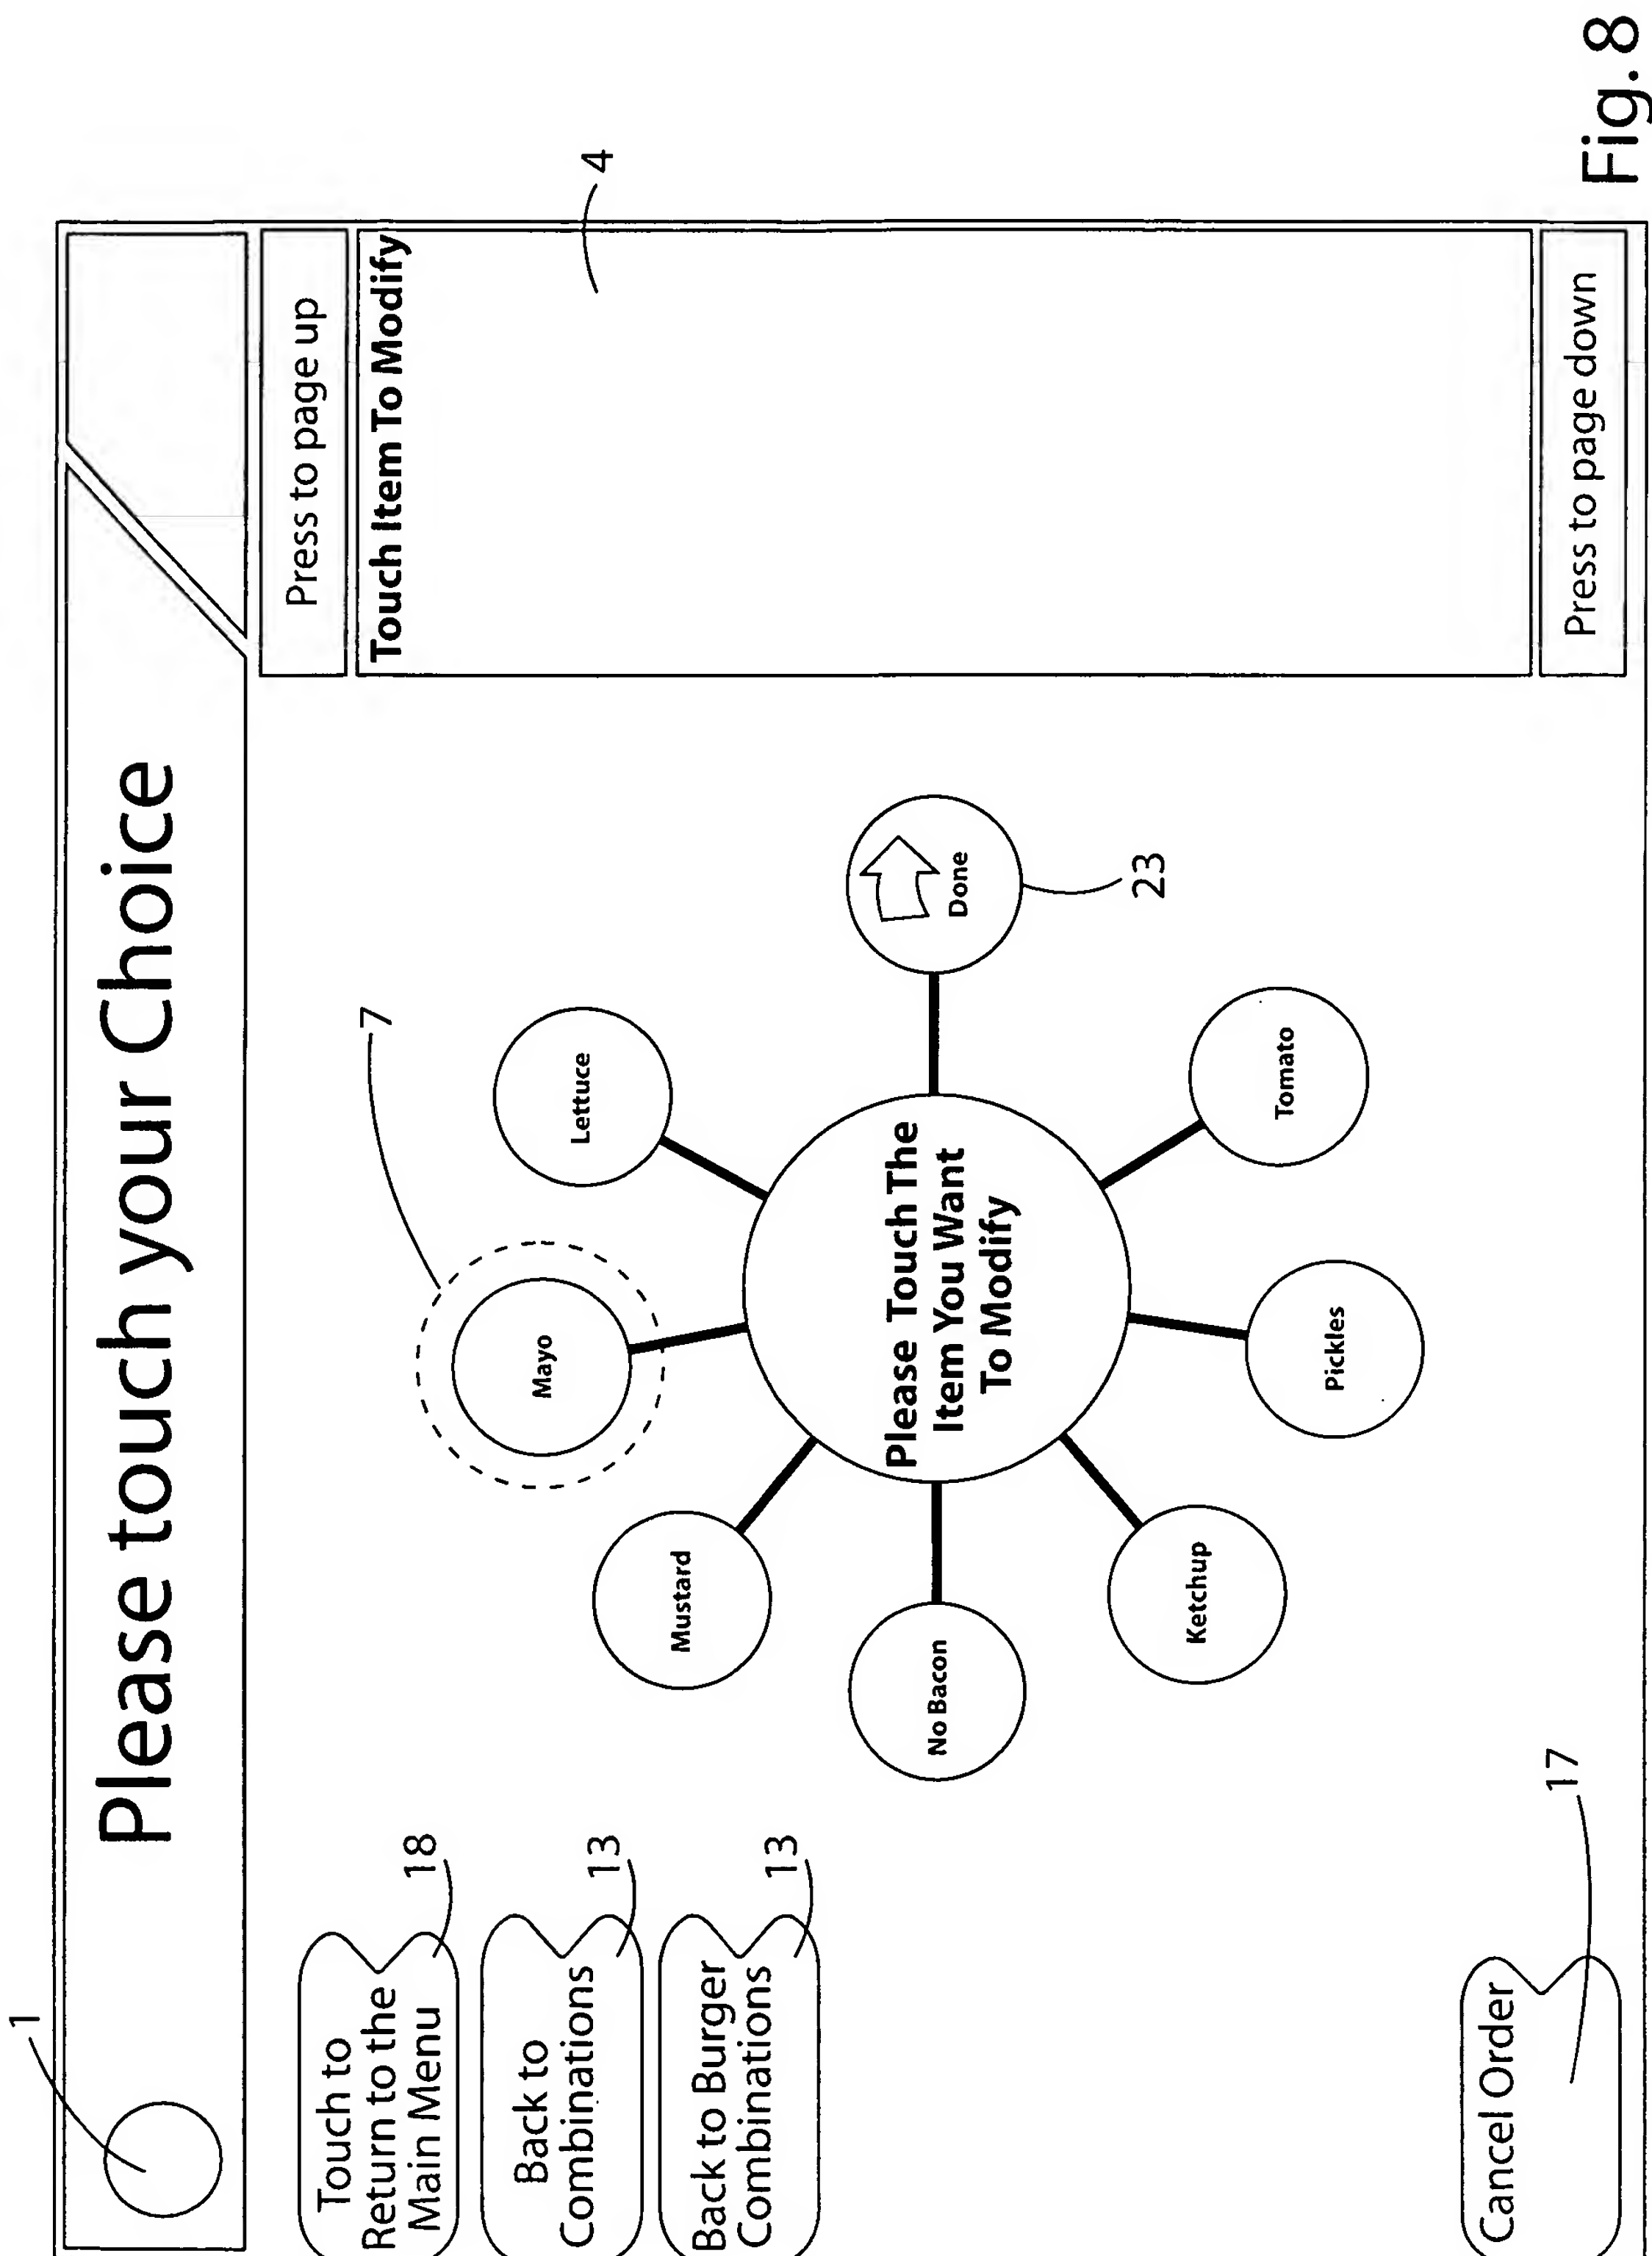 1
Please touch your Choice
Touch to
Return to the
Main Menu
18
Back to
Combinations
13
Back to Burger
Combinations
13
Cancel Order
17
7
Mayo
Lettuce
Mustard
Done
23
Please Touch The
Item You Want
To Modify
No Bacon
Ketchup
Pickles
Tomato
Press to page up
Touch Item To Modify
4
Press to page down
Fig. 8